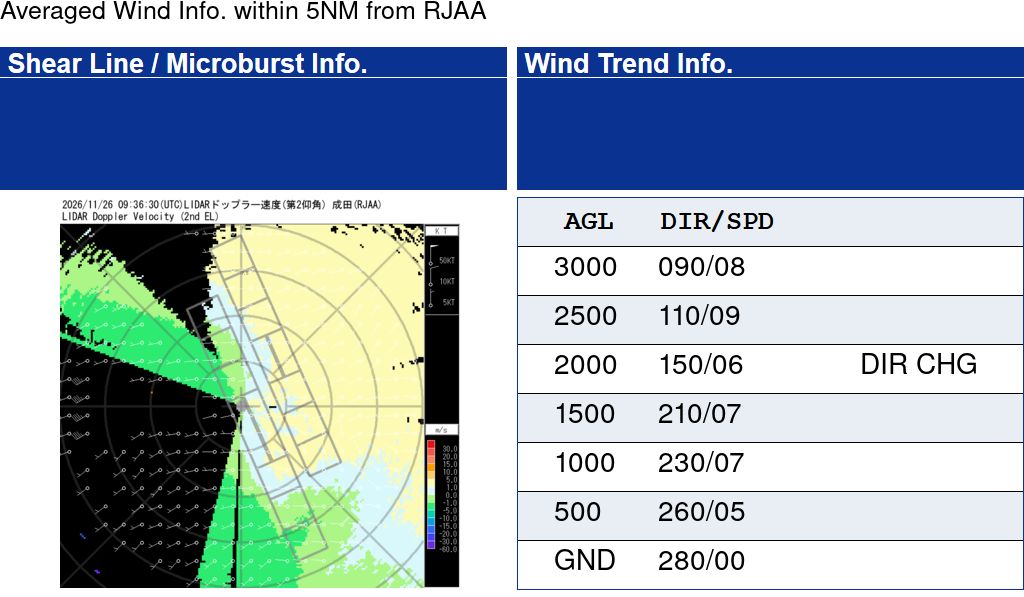 Averaged Wind Info. within 5NM from RJAA
Shear Line / Microburst Info.
Wind Trend Info.
2026/11/26 09:36:30(UTC)LIDARドップラー速度(第2仰角) 成田(RJAA)
LIDAR Doppler Velocity (2nd EL)
K T
50KT
10KT
5KT
m/s
30.0
20.0
15.0
10.0
5.0
1.0
0.0
-1.0
-5.0
-10.0
-15.0
-20.0
-30.0
-60.0
AGL DIR/SPD
3000 090/08
2500 110/09
2000 150/06 DIR CHG
1500 210/07
1000 230/07
500 260/05
GND 280/00